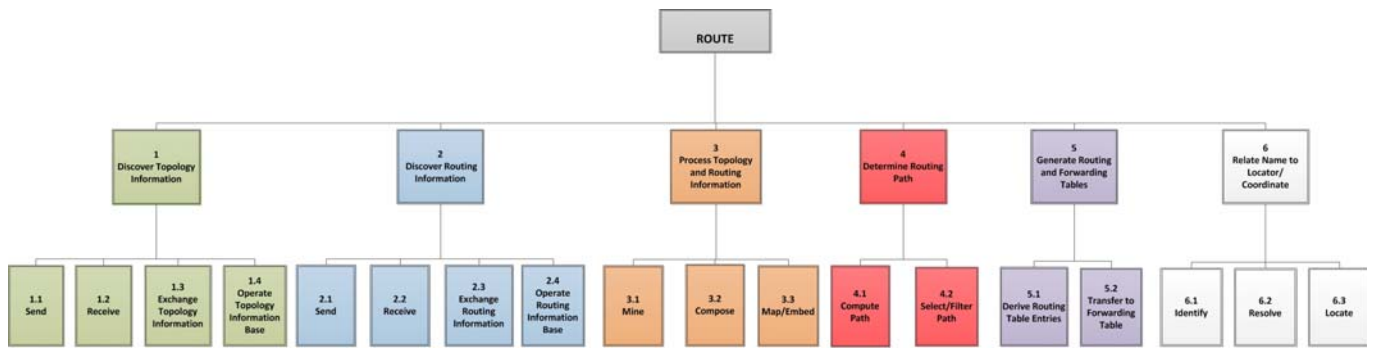 ROUTE
1
Discover Topology
Information
2
Discover Routing
Information
3
Process Topology
and Routing
Information
4
Determine Routing
Path
5
Generate Routing
and Forwarding
Tables
6
Relate Name to
Locator/
Coordinate
1.1
Send
1.2
Receive
1.3
Exchange
Topology
Information
1.4
Operate
Topology
Information
Base
2.1
Send
2.2
Receive
2.3
Exchange
Routing
Information
2.4
Operate
Routing
Information
Base
3.1
Mine
3.2
Compose
3.3
Map/Embed
4.1
Compute
Path
4.2
Select/Filter
Path
5.1
Derive Routing
Table Entries
5.2
Transfer to
Forwarding
Table
6.1
Identify
6.2
Resolve
6.3
Locate